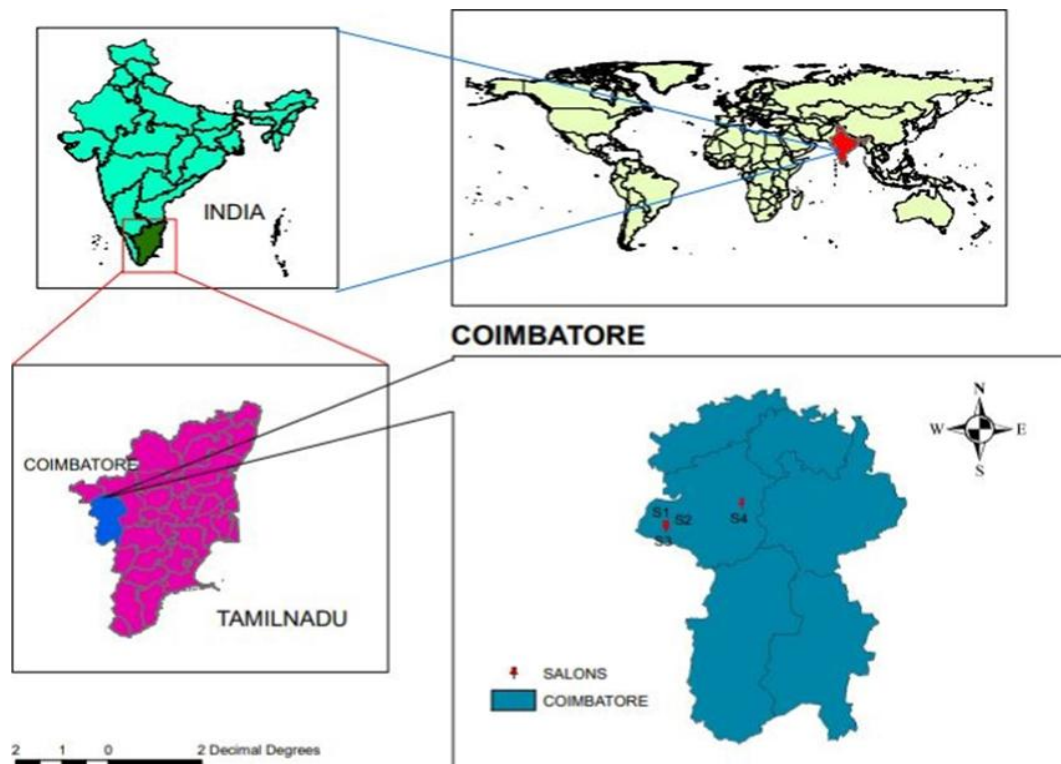 INDIA
COIMBATORE
COIMBATORE
TAMILNADU
N
W E
S
S1
S2
S3
S4
SALONS
COIMBATORE
2 1 0 2 Decimal Degrees